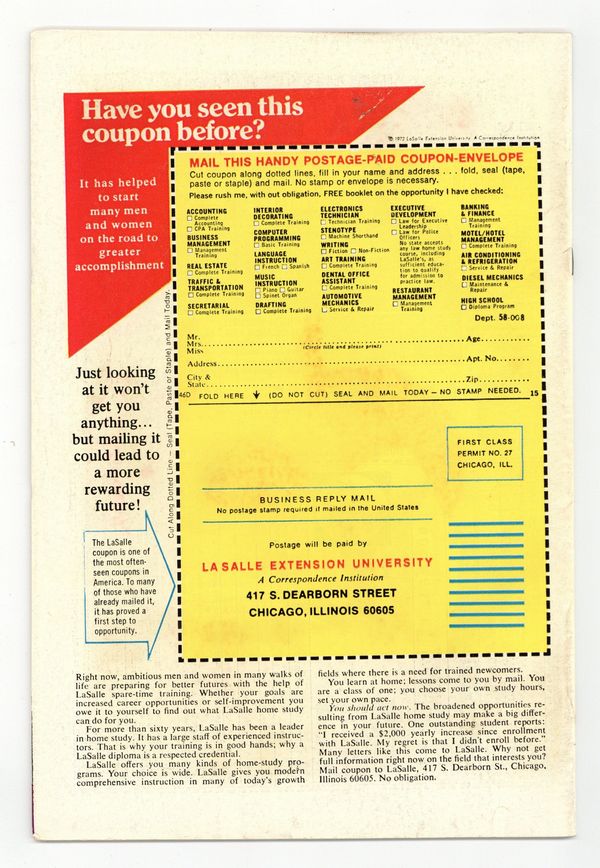 Have you seen this
coupon before?
© 1972 LaSalle Extension University A Correspondence Institution
It has helped
to start
many men
and women
on the road to
greater
accomplishment
MAIL THIS HANDY POSTAGE-PAID COUPON-ENVELOPE
Cut coupon along dotted lines, fill in your name and address . . . fold, seal (tape,
paste or staple) and mail. No stamp or envelope is necessary.
Please rush me, with out obligation, FREE booklet on the opportunity I have checked:
ACCOUNTING
□ Complete
Accounting
□ CPA Training
BUSINESS
MANAGEMENT
□ Management
Training
REAL ESTATE
□ Complete Training
TRAFFIC &
TRANSPORTATION
□ Complete Training
SECRETARIAL
□ Complete Training
INTERIOR
DECORATING
□ Complete Training
COMPUTER
PROGRAMMING
□ Basic Training
LANGUAGE
INSTRUCTION
□ French □ Spanish
MUSIC
INSTRUCTION
□ Piano □ Guitar
□ Spinet Organ
DRAFTING
□ Complete Training
ELECTRONICS
TECHNICIAN
□ Technician Training
STENOTYPE
□ Machine Shorthand
WRITING
□ Fiction □ Non-Fiction
ART TRAINING
□ Complete Training
DENTAL OFFICE
ASSISTANT
□ Complete Training
AUTOMOTIVE
MECHANICS
□ Service & Repair
EXECUTIVE
DEVELOPMENT
□ Law for Executive
Leadership
□ Law for Police
Officers
No state accepts
any law home study
course, including
LaSalle's, as
sufficient educa-
tion to qualify
for admission to
practice law.
RESTAURANT
MANAGEMENT
□ Management
Training
BANKING
& FINANCE
□ Management
Training
MOTEL/HOTEL
MANAGEMENT
□ Complete Training
AIR CONDITIONING
& REFRIGERATION
□ Service & Repair
DIESEL MECHANICS
□ Maintenance &
Repair
HIGH SCHOOL
□ Diploma Program
Dept. 58-008
Mr.
Mrs. Age
Miss (Circle title and please print)
Address Apt. No.
City &
State Zip
46D FOLD HERE (DO NOT CUT) SEAL AND MAIL TODAY — NO STAMP NEEDED. 15
Cut Along Dotted Line — Seal (Tape, Paste or Staple) and Mail Today.
Just looking
at it won't
get you
anything...
but mailing it
could lead to
a more
rewarding
future!
The LaSalle
coupon is one of
the most often-
seen coupons in
America. To many
of those who have
already mailed it,
it has proved a
first step to
opportunity.
FIRST CLASS
PERMIT NO. 27
CHICAGO, ILL.
BUSINESS REPLY MAIL
No postage stamp required if mailed in the United States
Postage will be paid by
LA SALLE EXTENSION UNIVERSITY
A Correspondence Institution
417 S. DEARBORN STREET
CHICAGO, ILLINOIS 60605
Right now, ambitious men and women in many walks of
life are preparing for better futures with the help of
LaSalle spare-time training. Whether your goals are
increased career opportunities or self-improvement you
owe it to yourself to find out what LaSalle home study
can do for you.
For more than sixty years, LaSalle has been a leader
in home study. It has a large staff of experienced instruc-
tors. That is why your training is in good hands; why a
LaSalle diploma is a respected credential.
LaSalle offers you many kinds of home-study pro-
grams. Your choice is wide. LaSalle gives you modern
comprehensive instruction in many of today's growth
fields where there is a need for trained newcomers.
You learn at home; lessons come to you by mail. You
are a class of one; you choose your own study hours,
set your own pace.
You should act now. The broadened opportunities re-
sulting from LaSalle home study may make a big differ-
ence in your future. One outstanding student reports:
"I received a $2,000 yearly increase since enrollment
with LaSalle. My regret is that I didn't enroll before."
Many letters like this come to LaSalle. Why not get
full information right now on the field that interests you?
Mail coupon to LaSalle, 417 S. Dearborn St., Chicago,
Illinois 60605. No obligation.